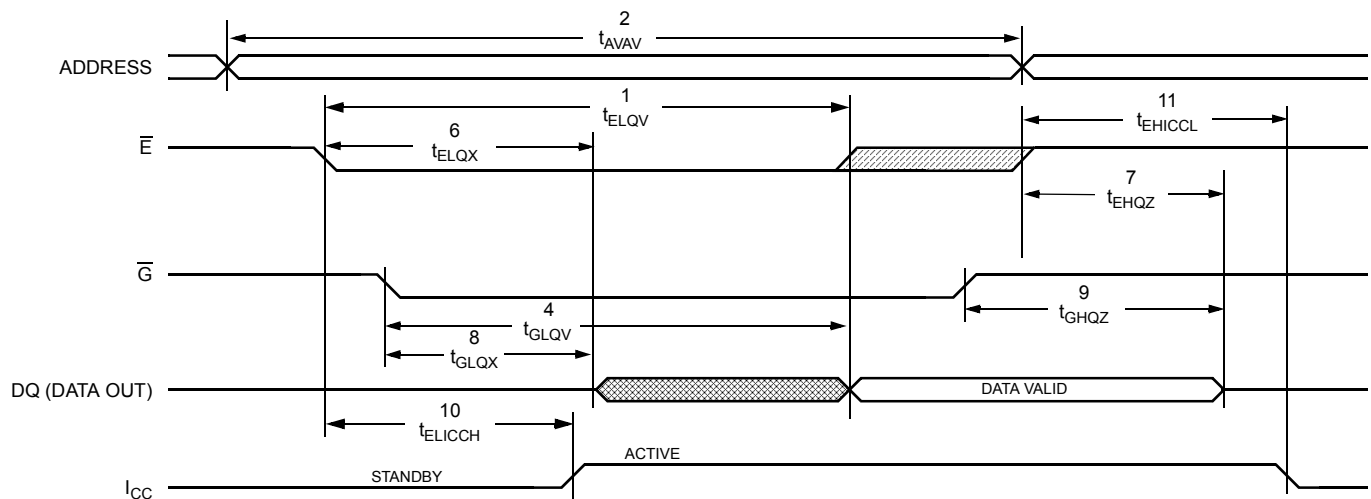 2
tAVAV
ADDRESS
1
tELQV
11
tEHICCL
6
tELQX
E̅
7
tEHQZ
G̅
9
tGHQZ
4
tGLQV
8
tGLQX
DQ (DATA OUT)
DATA VALID
10
tELICCH
ACTIVE
STANDBY
ICC